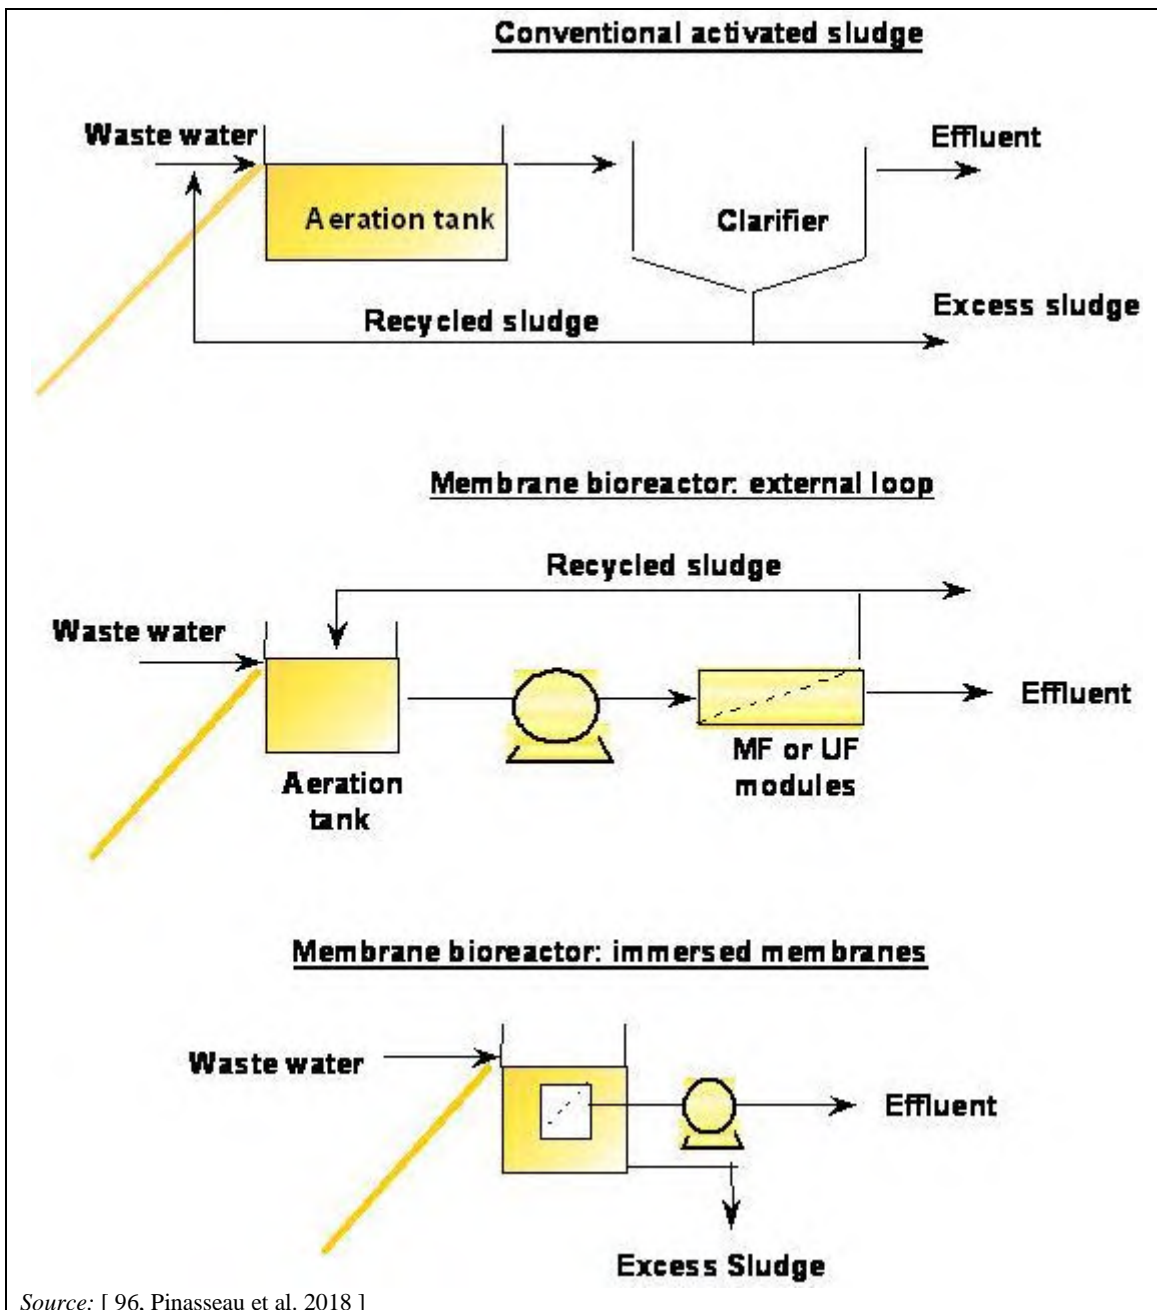 Conventional activated sludge
Waste water
Effluent
Aeration tank
Clarifier
Excess sludge
Recycled sludge
Membrane bioreactor: external loop
Recycled sludge
Waste water
Effluent
MF or UF
modules
Aeration
tank
Membrane bioreactor: immersed membranes
Waste water
Effluent
Excess Sludge
Source: [ 96, Pinasseau et al. 2018 ]